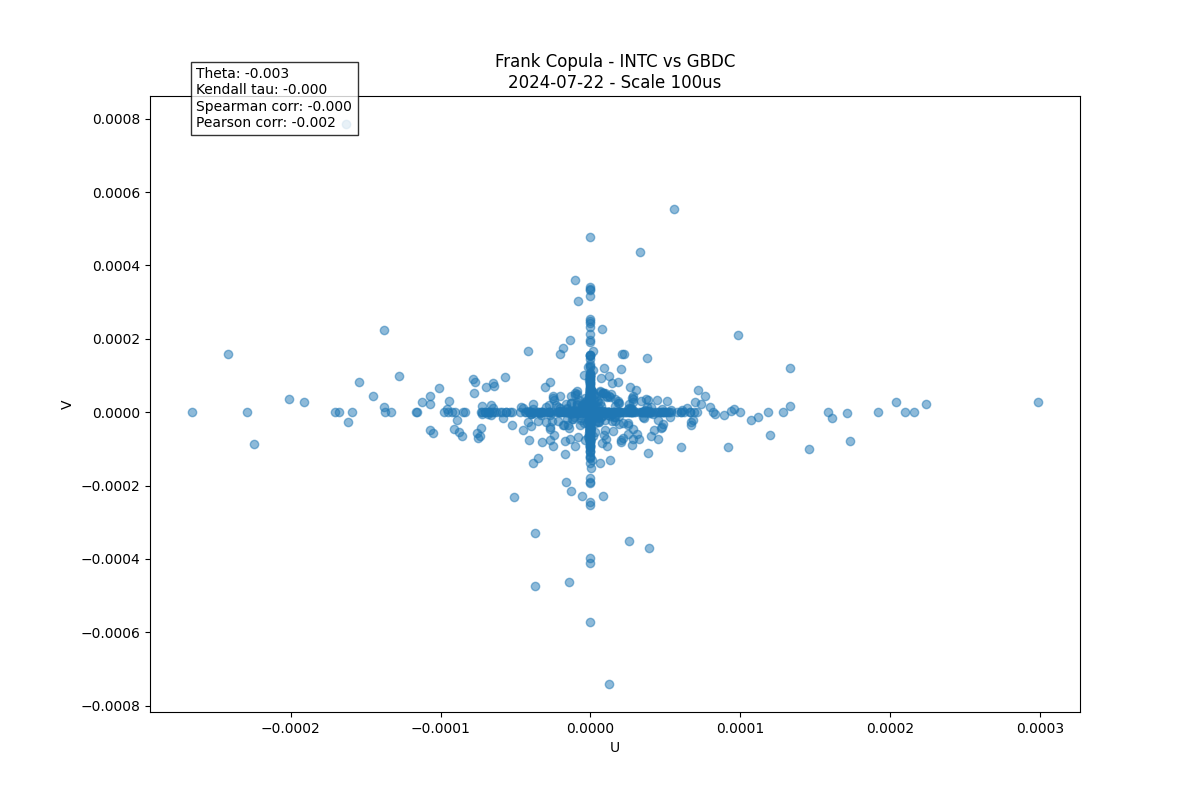 Frank Copula - INTC vs GBDC
2024-07-22 - Scale 100us
Theta: -0.003
Kendall tau: -0.000
Spearman corr: -0.000
Pearson corr: -0.002
0.0008
0.0006
0.0004
0.0002
0.0000
−0.0002
−0.0004
−0.0006
−0.0008
V
−0.0002
−0.0001
0.0000
0.0001
0.0002
0.0003
U